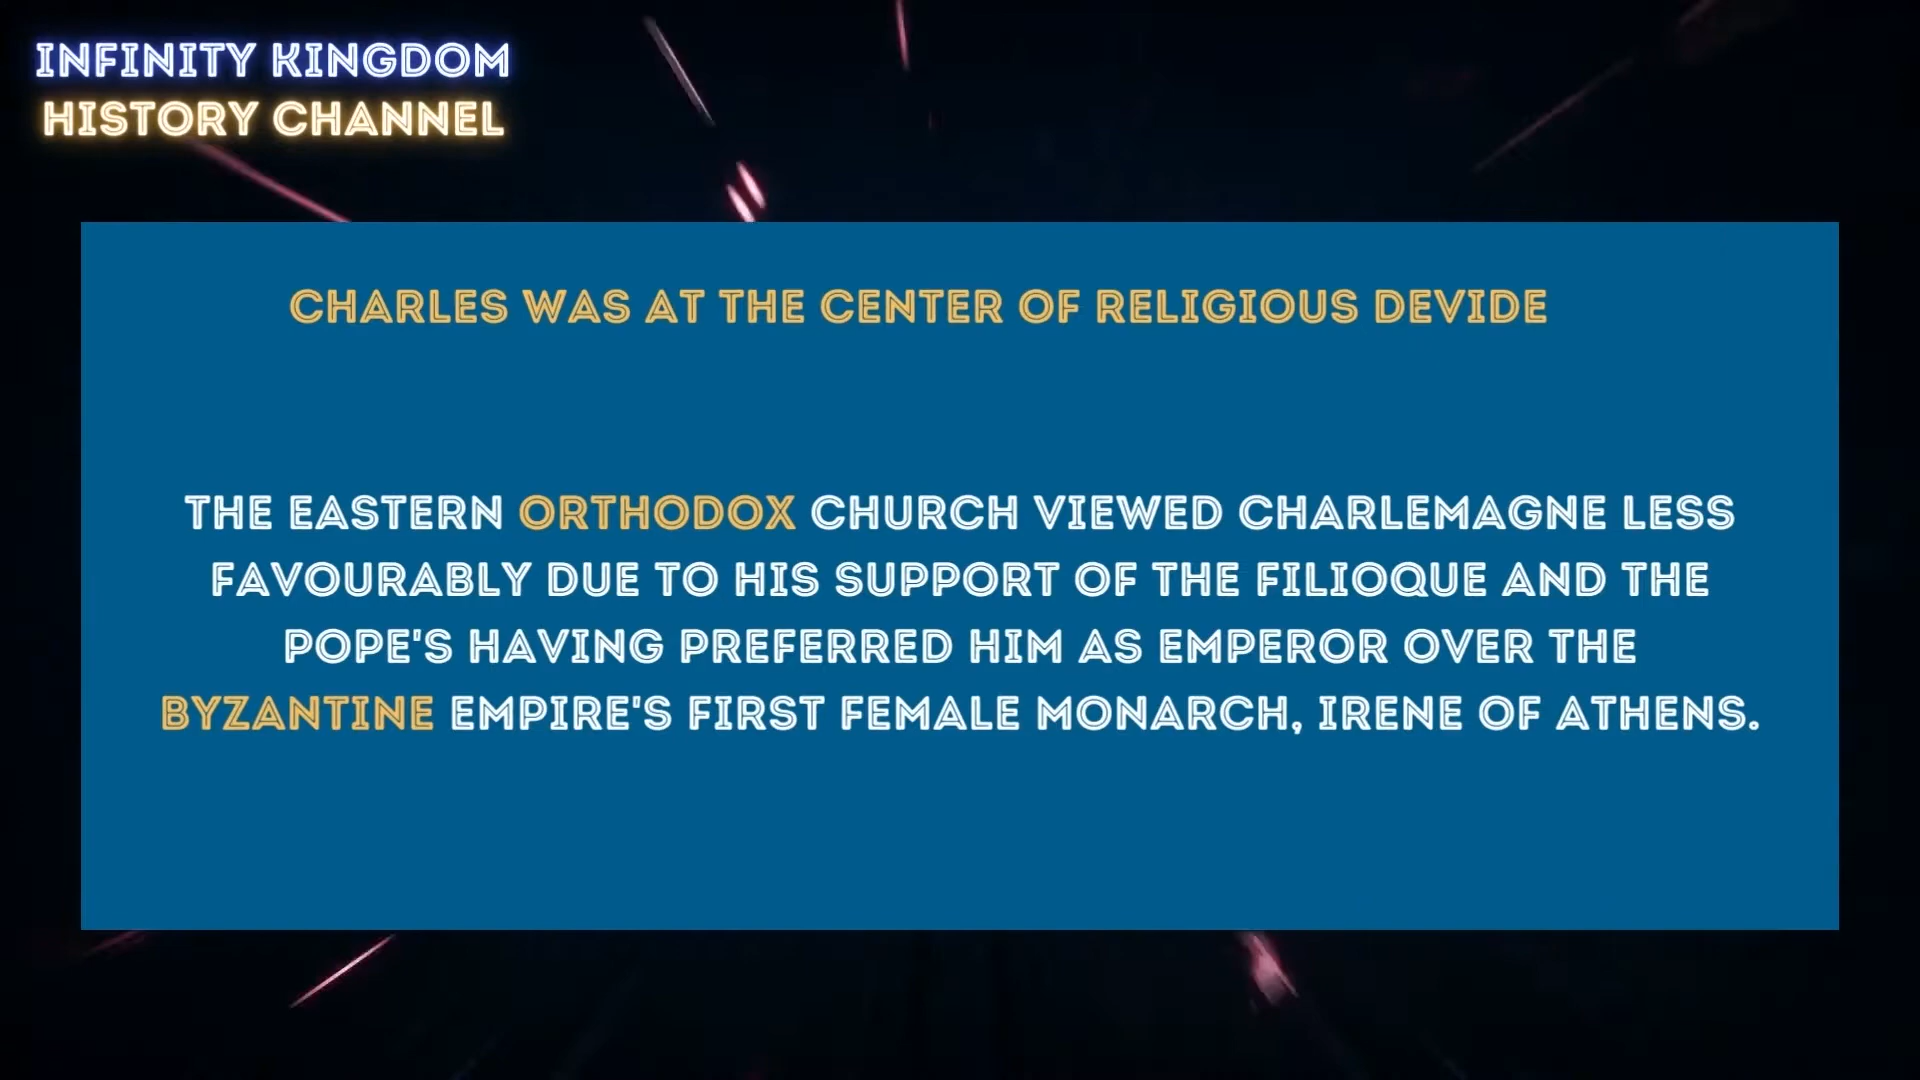 INFINITY KINGDOM
HISTORY CHANNEL
CHARLES WAS AT THE CENTER OF RELIGIOUS DEVIDE
THE EASTERN ORTHODOX CHURCH VIEWED CHARLEMAGNE LESS
FAVOURABLY DUE TO HIS SUPPORT OF THE FILIOQUE AND THE
POPE'S HAVING PREFERRED HIM AS EMPEROR OVER THE
BYZANTINE EMPIRE'S FIRST FEMALE MONARCH, IRENE OF ATHENS.